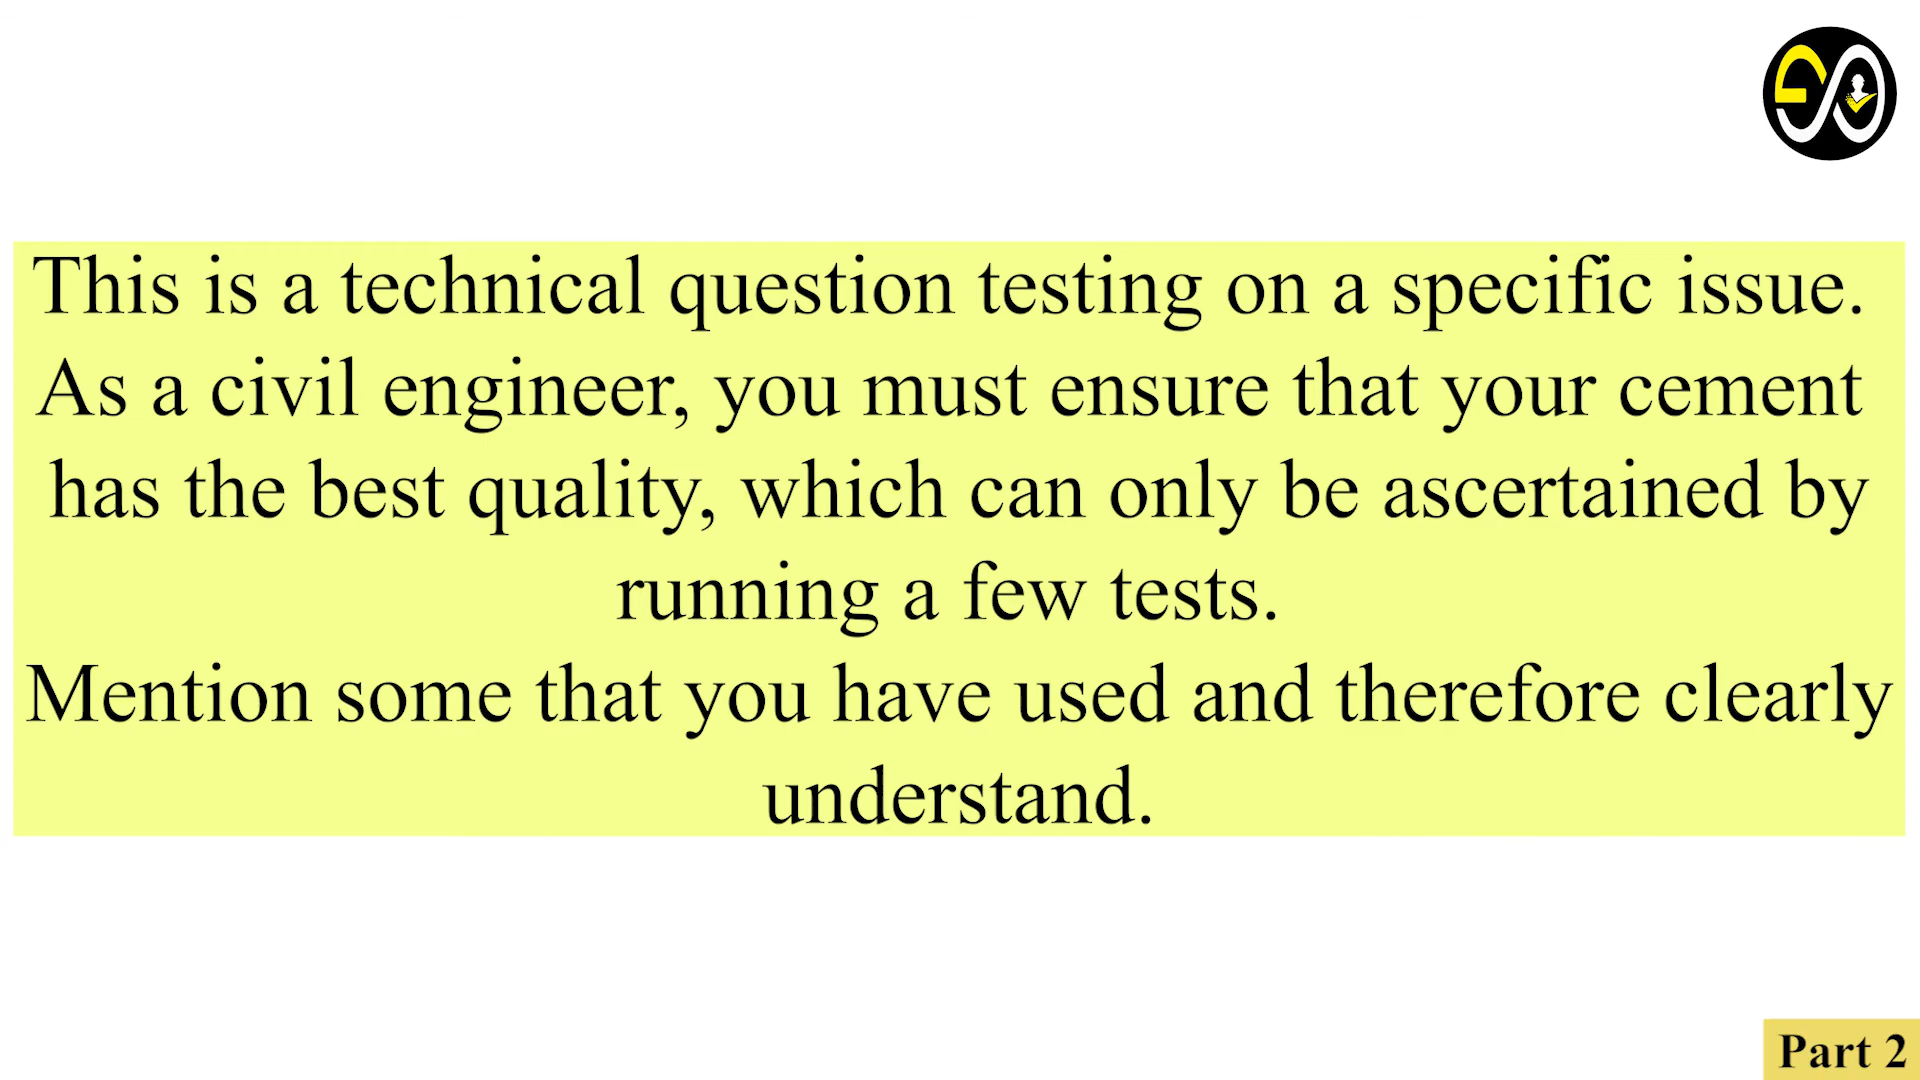 This is a technical question testing on a specific issue.
As a civil engineer, you must ensure that your cement
has the best quality, which can only be ascertained by
running a few tests.
Mention some that you have used and therefore clearly
understand.
Part 2